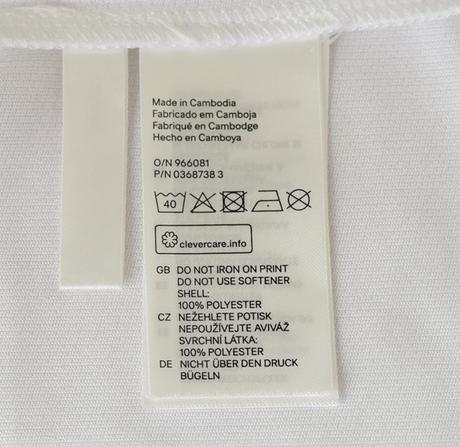 Made in Cambodia
Fabricado em Camboja
Fabriqué en Cambodge
Hecho en Camboya
O/N 966081
P/N 0368738 3
40
clevercare.info
GB DO NOT IRON ON PRINT
DO NOT USE SOFTENER
SHELL:
100% POLYESTER
CZ NEŽEHLETE POTISK
NEPOUŽÍVEJTE AVIVÁŽ
SVRCHNÍ LÁTKA:
100% POLYESTER
DE NICHT ÜBER DEN DRUCK
BÜGELN